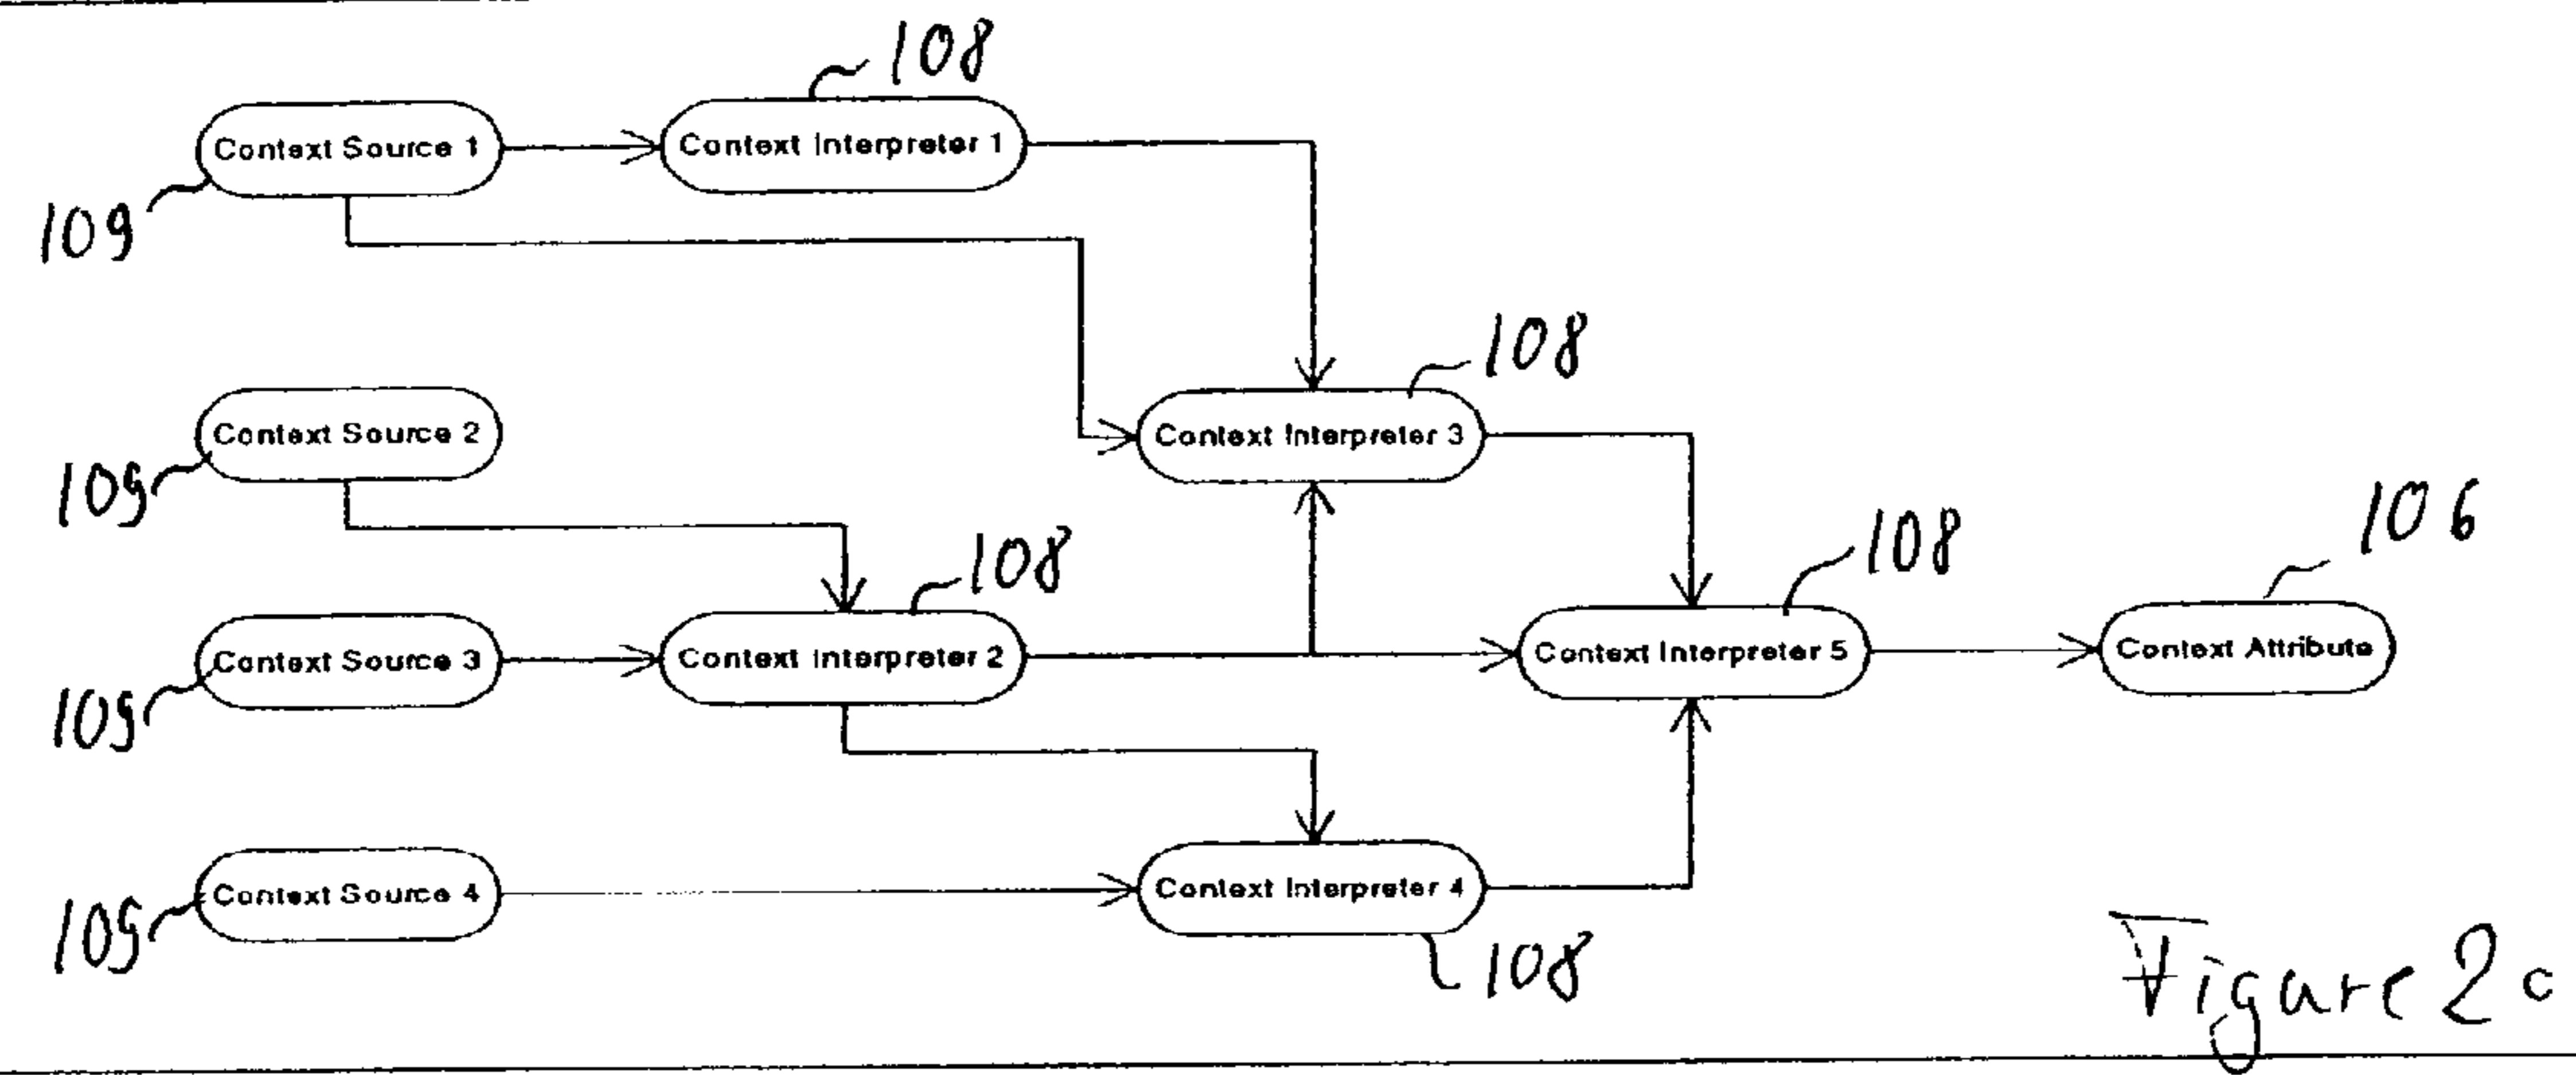 108
Context Source 1
Context Interpreter 1
109
108
Context Source 2
Context Interpreter 3
109
106
108
108
Context Source 3
Context Interpreter 2
Context Interpreter 5
Context Attribute
109
Context Source 4
Context Interpreter 4
109
108
Figure 2c